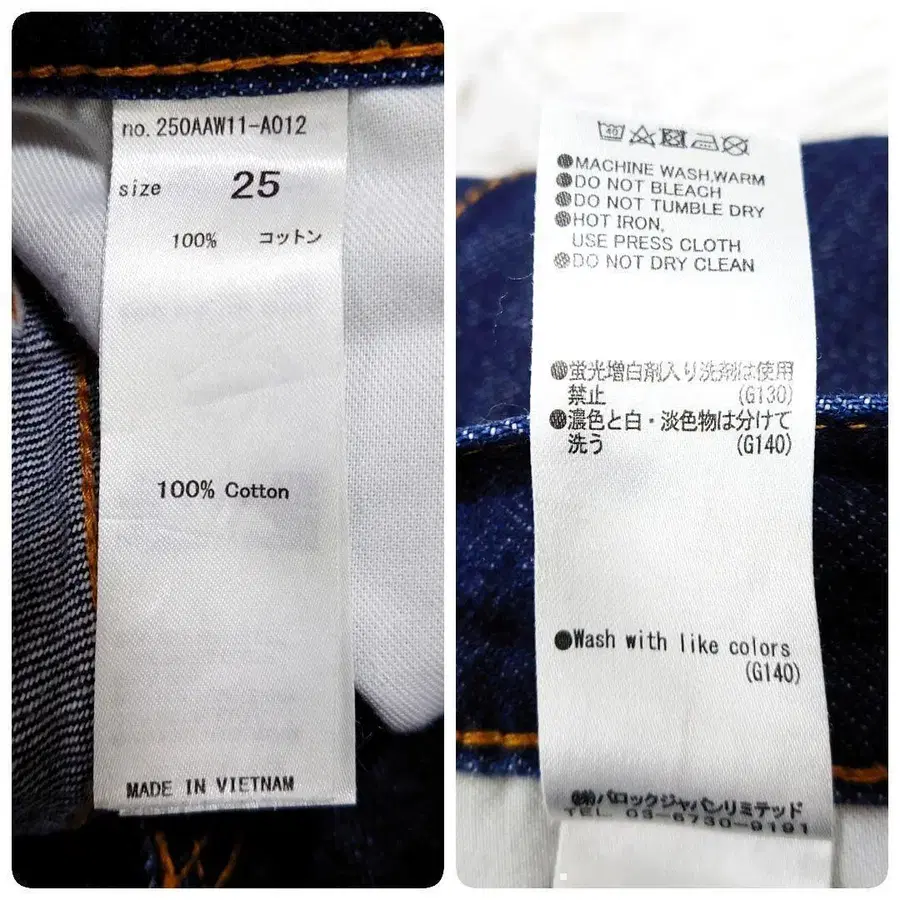 no.250AAW11-A012
size 25
100% コットン
100% Cotton
MADE IN VIETNAM
40
●MACHINE WASH,WARM
●DO NOT BLEACH
●DO NOT TUMBLE DRY
●HOT IRON,
USE PRESS CLOTH
●DO NOT DRY CLEAN
●蛍光増白剤入り洗剤は使用
禁止 (G130)
●濃色と白・淡色物は分けて
洗う (G140)
●Wash with like colors
(G140)
㈱バロックジャパンリミテッド
TEL 03-6730-9191